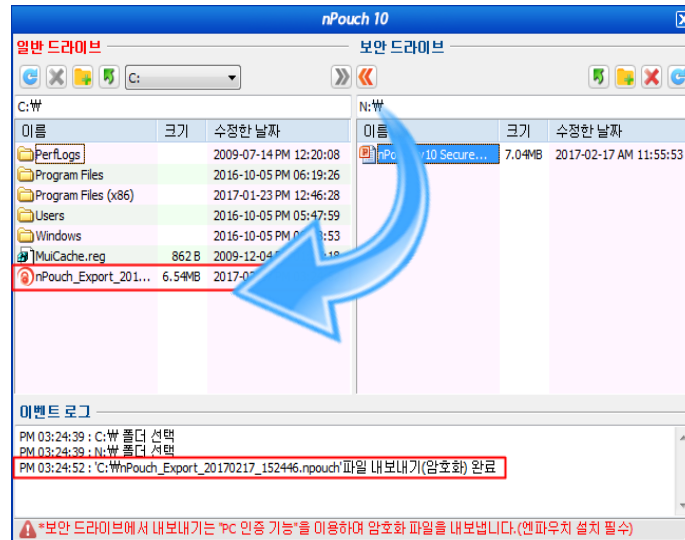 nPouch 10
일반 드라이브
보안 드라이브
C:
C:₩
N:₩
이름 크기 수정한 날짜
이름 크기 수정한 날짜
PerfLogs 2009-07-14 PM 12:20:08
nPo 10 Secure... 7.04MB 2017-02-17 AM 11:55:53
Program Files 2016-10-05 PM 06:19:26
Program Files (x86) 2017-01-23 PM 12:46:28
Users 2016-10-05 PM 05:47:59
Windows 2016-10-05 PM :53
MuiCache.reg 862 B 2009-12-04
nPouch_Export_201... 6.54MB
이벤트 로그
PM 03:24:39 : C:₩ 폴더 선택
PM 03:24:39 : N:₩ 폴더 선택
PM 03:24:52 : 'C:₩nPouch_Export_20170217_152446.npouch'파일 내보내기(암호화) 완료
*보안 드라이브에서 내보내기는 "PC 인증 기능"을 이용하여 암호화 파일을 내보냅니다.(엔파우치 설치 필수)